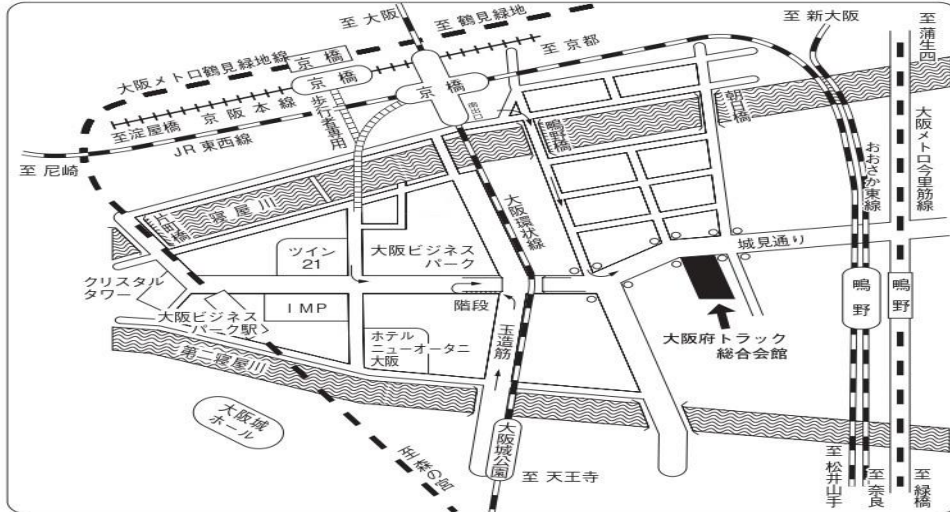 至 大阪
至 鶴見緑地
至 新大阪
至 蒲生四
大阪メトロ鶴見緑地線
京橋
京橋
至 京都
京橋
至淀屋橋
京阪本線
歩行者専用
南出口
朝日橋
JR 東西線
鴫野橋
至 尼崎
大阪メトロ今里筋線
おおさか東線
片町橋
寝屋川
大阪環状線
城見通り
ツイン
21
大阪ビジネス
パーク
クリスタル
タワー
階段
IMP
鴫野
鴫野
大阪ビジネス
パーク駅
玉造筋
大阪府トラック
総合会館
ホテル
ニューオータニ
大阪
第二寝屋川
大阪城
ホール
大阪城公園
至森の宮
至 天王寺
至 松井山手
至 奈良
至 緑橋